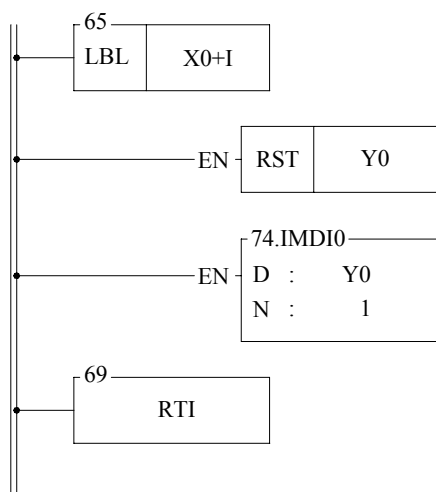 65
LBL X0+I
EN RST Y0
74.IMDI0
EN D : Y0
N : 1
69
RTI